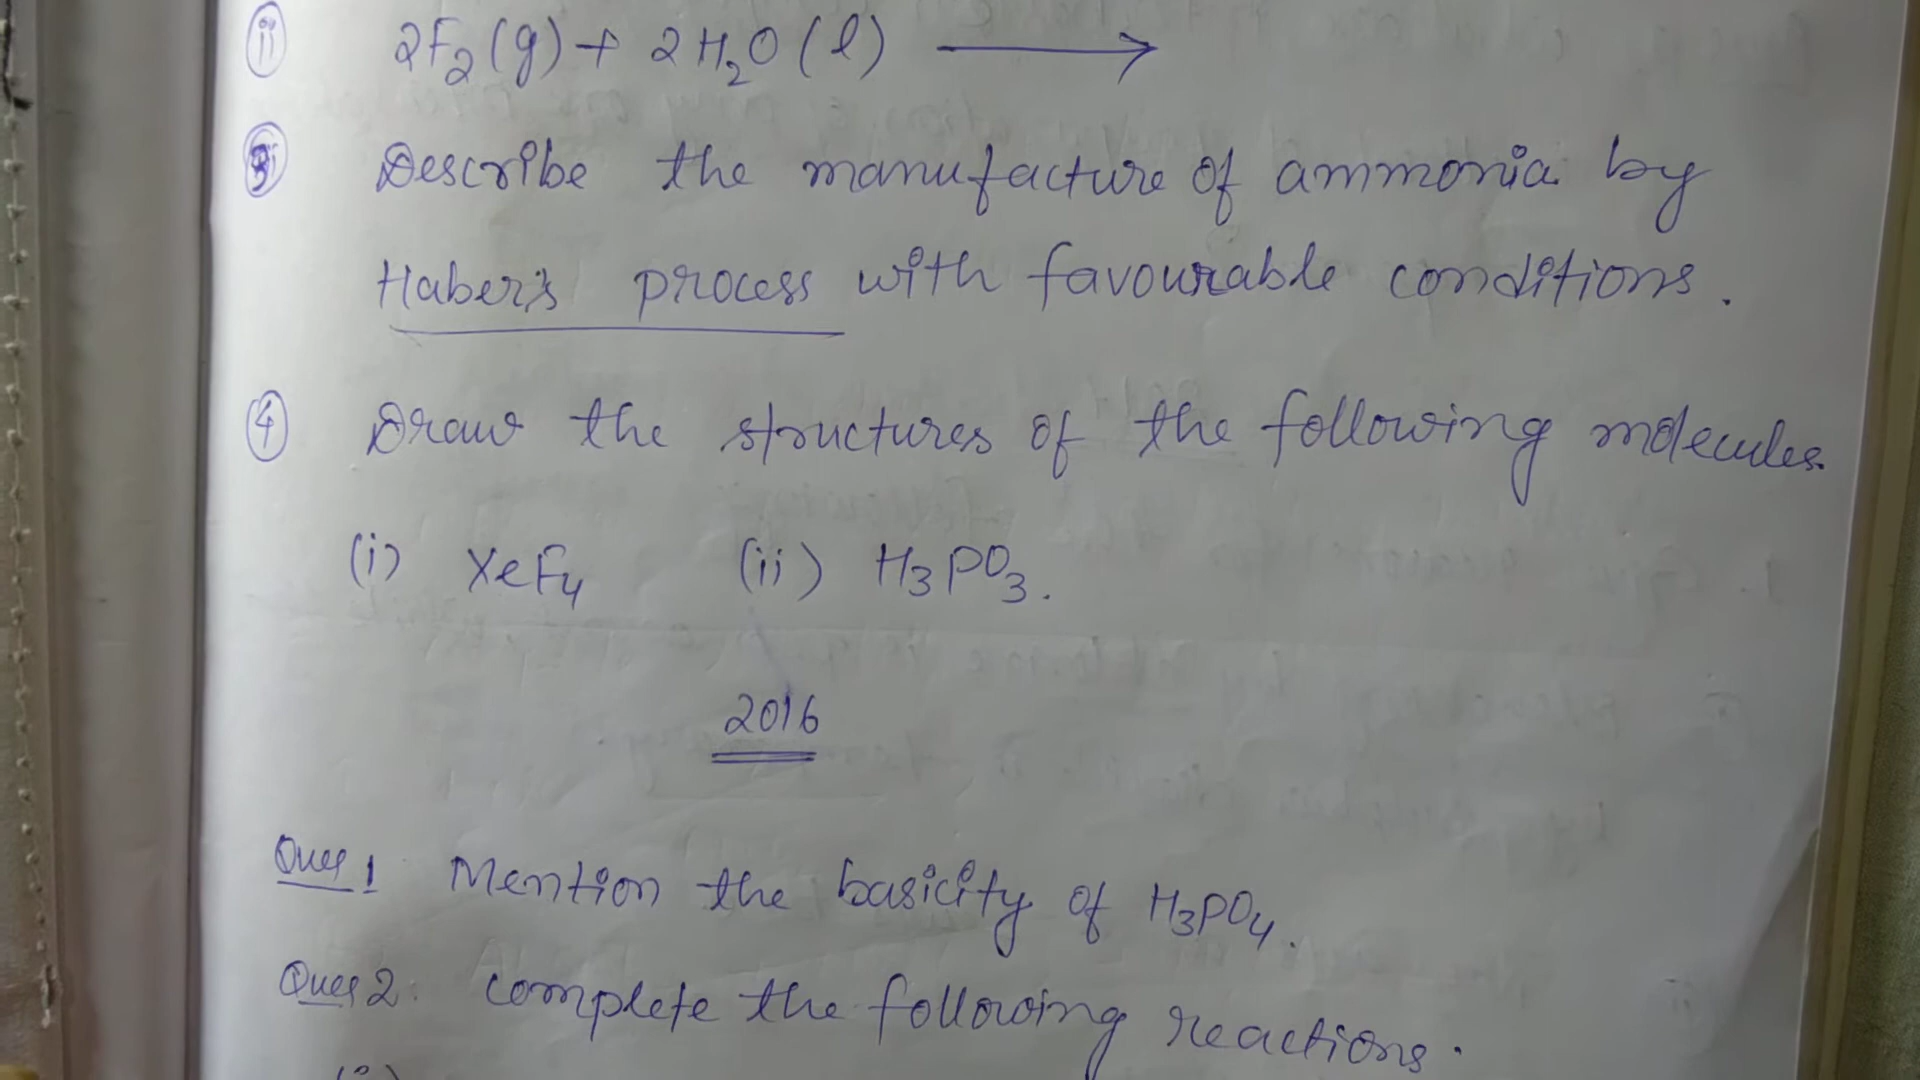 (ii) 2F₂(g) + 2H₂O(l) ⟶
3 Describe the manufacture of ammonia by
Haber's process with favourable conditions.
4 Draw the structures of the following molecules.
(i) XeF₄ (ii) H₃PO₃.
2016
Ques 1 Mention the basicity of H₃PO₄.
Ques 2. Complete the following reactions.